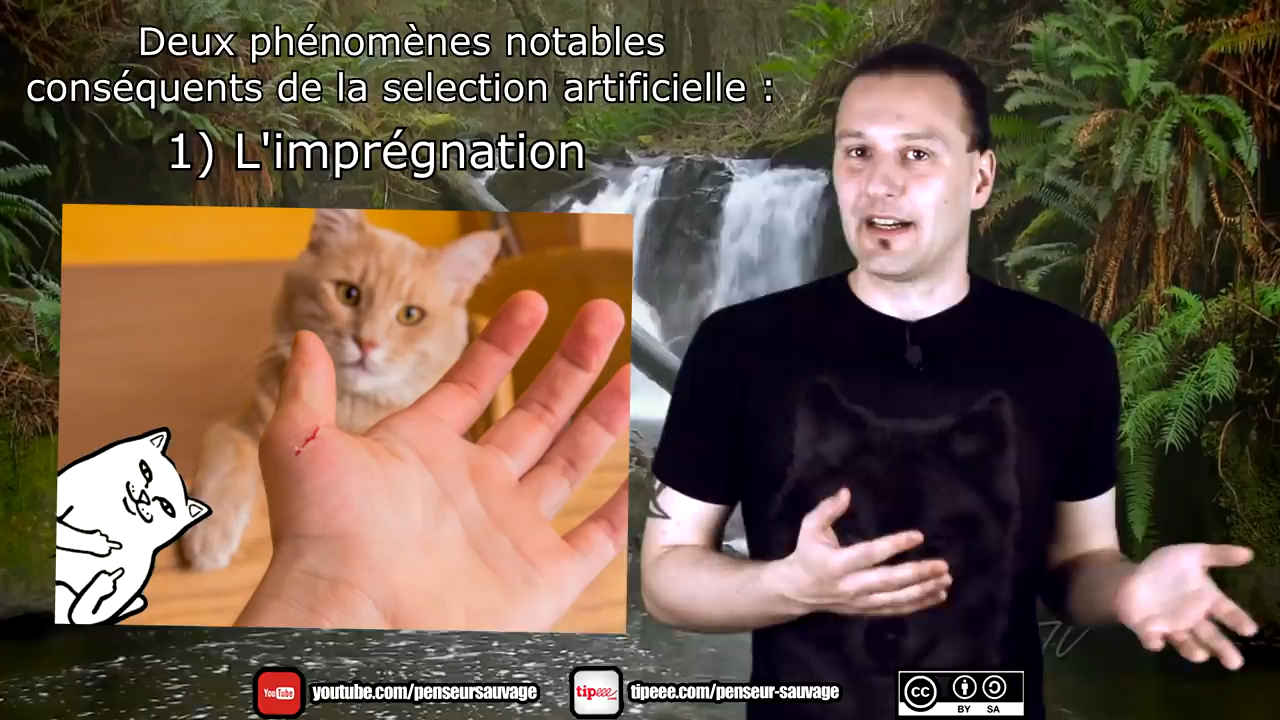 Deux phénomènes notables
conséquents de la selection artificielle :
1) L'imprégnation
YouTube youtube.com/penseursauvage tipeee tipeee.com/penseur-sauvage cc BY SA